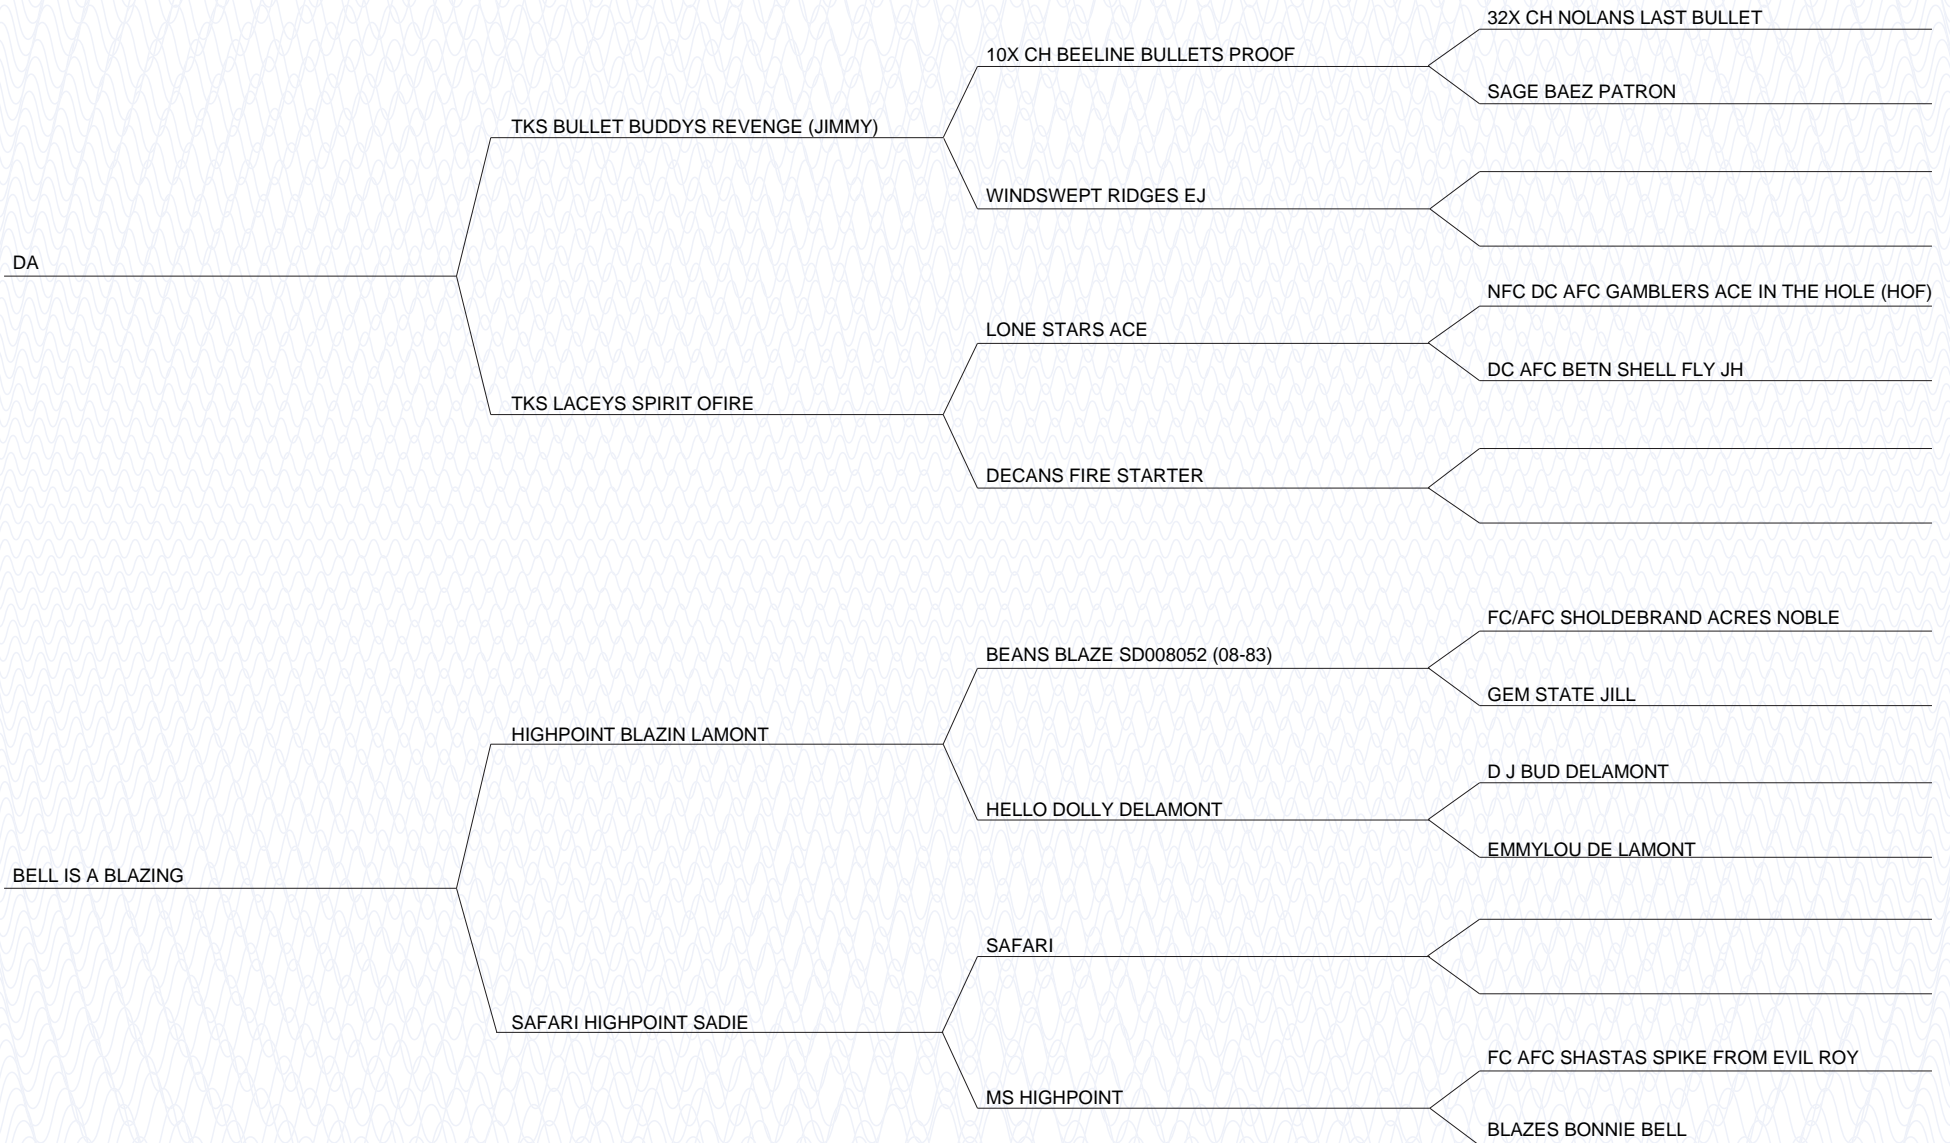 32X CH NOLANS LAST BULLET
10X CH BEELINE BULLETS PROOF
SAGE BAEZ PATRON
TKS BULLET BUDDYS REVENGE (JIMMY)
WINDSWEPT RIDGES EJ
DA
NFC DC AFC GAMBLERS ACE IN THE HOLE (HOF)
LONE STARS ACE
DC AFC BETN SHELL FLY JH
TKS LACEYS SPIRIT OFIRE
DECANS FIRE STARTER
FC/AFC SHOLDEBRAND ACRES NOBLE
BEANS BLAZE SD008052 (08-83)
GEM STATE JILL
HIGHPOINT BLAZIN LAMONT
D J BUD DELAMONT
HELLO DOLLY DELAMONT
EMMYLOU DE LAMONT
BELL IS A BLAZING
SAFARI
SAFARI HIGHPOINT SADIE
FC AFC SHASTAS SPIKE FROM EVIL ROY
MS HIGHPOINT
BLAZES BONNIE BELL